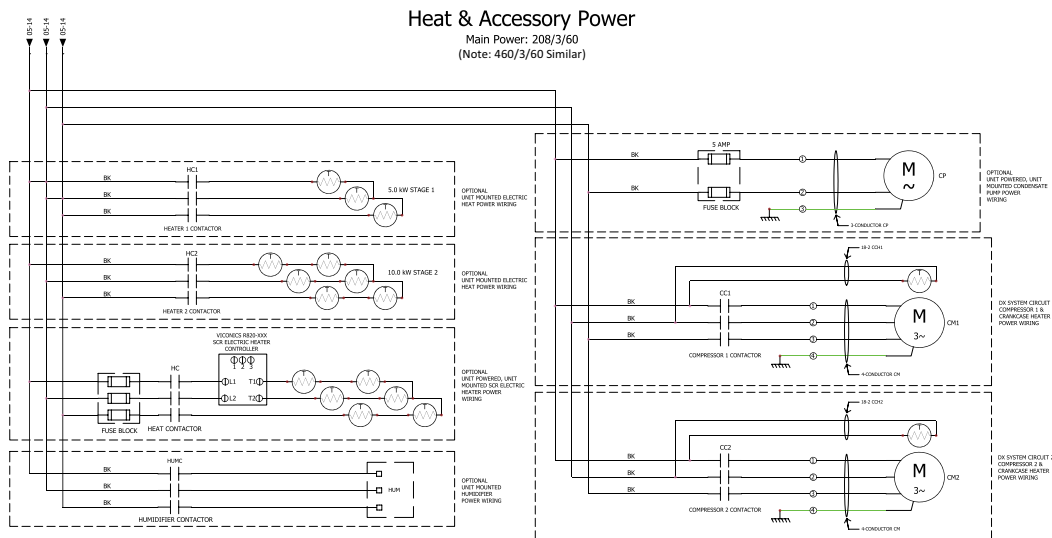 Heat & Accessory Power
Main Power: 208/3/60
(Note: 460/3/60 Similar)
05-14
05-14
05-14
HC1
BK
BK
BK
5.0 kW STAGE 1
T
T
T
HEATER 1 CONTACTOR
OPTIONAL
UNIT MOUNTED ELECTRIC
HEAT POWER WIRING
HC2
BK
BK
BK
10.0 kW STAGE 2
T
T
T
T
T
T
HEATER 2 CONTACTOR
OPTIONAL
UNIT MOUNTED ELECTRIC
HEAT POWER WIRING
VICONICS R820-XXX
SCR ELECTRIC HEATER
CONTROLLER
1 2 3
HC
L1 T1
L2 T2
T
T
T
T
T
T
FUSE BLOCK
HEAT CONTACTOR
OPTIONAL
UNIT POWERED, UNIT
MOUNTED SCR ELECTRIC
HEATER POWER
WIRING
HUMC
BK
BK
BK
HUM
HUMIDIFIER CONTACTOR
OPTIONAL
UNIT MOUNTED
HUMIDIFIER
POWER WIRING
5 AMP
BK
BK
1
2
3
M
~
CP
FUSE BLOCK
3-CONDUCTOR CP
OPTIONAL
UNIT POWERED, UNIT
MOUNTED CONDENSATE
PUMP POWER
WIRING
18-2 CCH1
T
CC1
BK
BK
BK
1
2
3
4
M
3~
CM1
COMPRESSOR 1 CONTACTOR
4-CONDUCTOR CM
DX SYSTEM CIRCUIT
COMPRESSOR 1 &
CRANKCASE HEATER
POWER WIRING
18-2 CCH2
T
CC2
BK
BK
BK
1
2
3
4
M
3~
CM2
COMPRESSOR 2 CONTACTOR
4-CONDUCTOR CM
DX SYSTEM CIRCUIT
COMPRESSOR 2 &
CRANKCASE HEATER
POWER WIRING